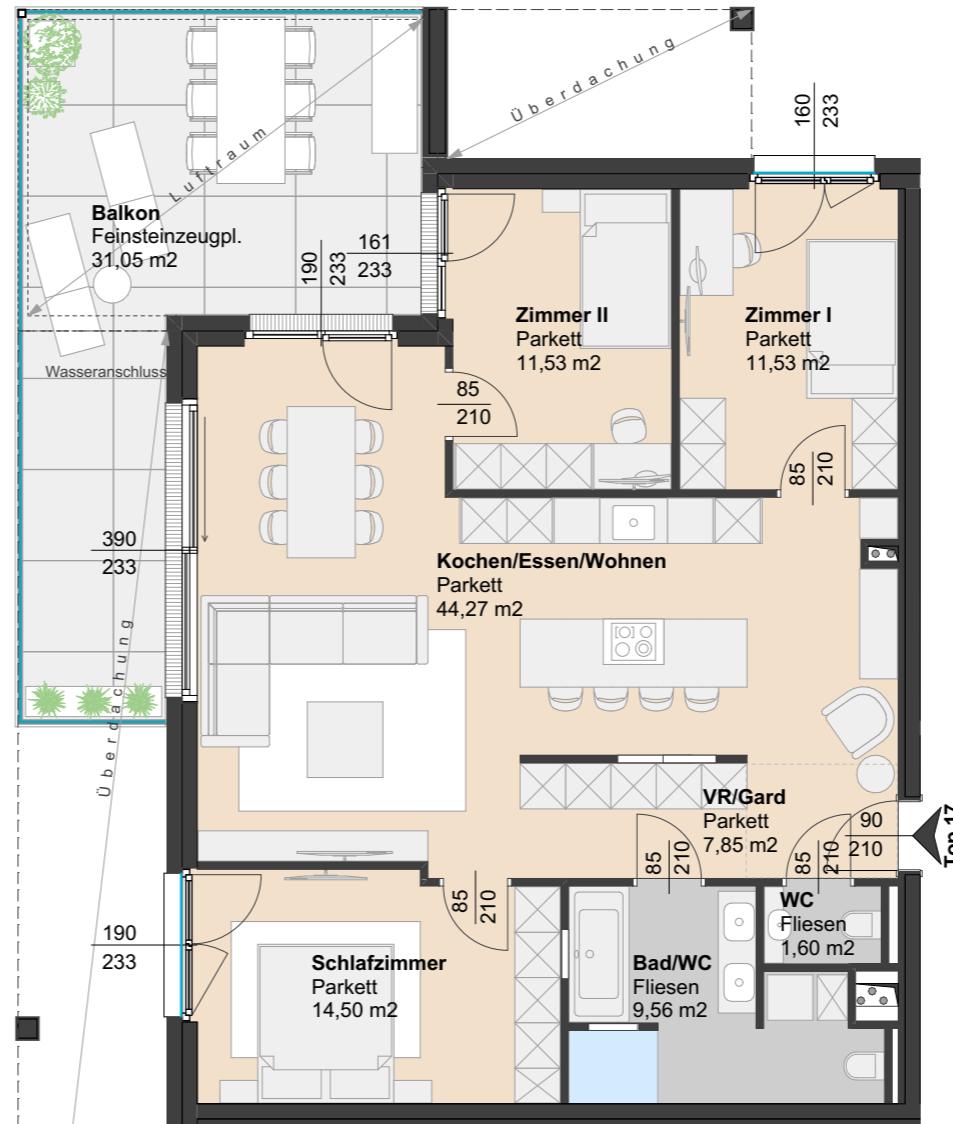 Überdachung
160
233
Luftraum
Balkon
Feinsteinzeugpl.
31,05 m2
190
233
161
233
Zimmer II
Parkett
11,53 m2
Zimmer I
Parkett
11,53 m2
Wasseranschluss
85
210
85
210
390
233
Kochen/Essen/Wohnen
Parkett
44,27 m2
Überdachung
VR/Gard
Parkett
7,85 m2
90
210
Top 17
85
210
85
210
85
210
WC
Fliesen
1,60 m2
190
233
Schlafzimmer
Parkett
14,50 m2
Bad/WC
Fliesen
9,56 m2